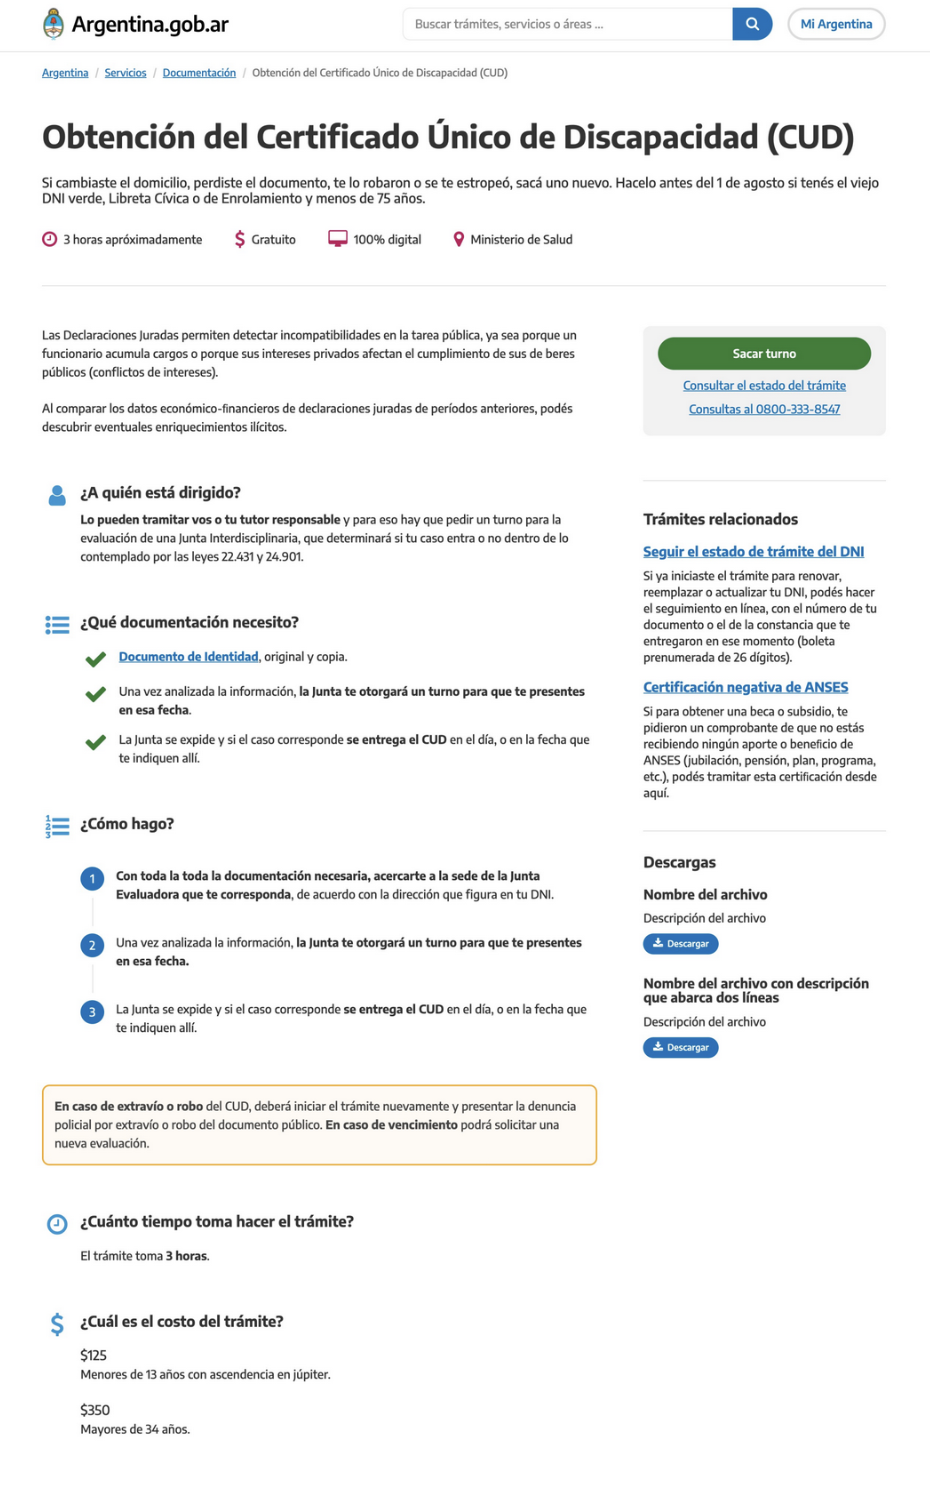 Argentina.gob.ar
Buscar trámites, servicios o áreas ...
Mi Argentina
Argentina / Servicios / Documentación / Obtención del Certificado Único de Discapacidad (CUD)
Obtención del Certificado Único de Discapacidad (CUD)
Si cambiaste el domicilio, perdiste el documento, te lo robaron o se te estropeó, sacá uno nuevo. Hacelo antes del 1 de agosto si tenés el viejo
DNI verde, Libreta Cívica o de Enrolamiento y menos de 75 años.
3 horas apróximadamente
Gratuito
100% digital
Ministerio de Salud
Las Declaraciones Juradas permiten detectar incompatibilidades en la tarea pública, ya sea porque un
funcionario acumula cargos o porque sus intereses privados afectan el cumplimiento de sus de beres
públicos (conflictos de intereses).
Al comparar los datos económico-financieros de declaraciones juradas de períodos anteriores, podés
descubrir eventuales enriquecimientos ilícitos.
¿A quién está dirigido?
Lo pueden tramitar vos o tu tutor responsable y para eso hay que pedir un turno para la
evaluación de una Junta Interdisciplinaria, que determinará si tu caso entra o no dentro de lo
contemplado por las leyes 22.431 y 24.901.
¿Qué documentación necesito?
Documento de Identidad, original y copia.
Una vez analizada la información, la Junta te otorgará un turno para que te presentes
en esa fecha.
La Junta se expide y si el caso corresponde se entrega el CUD en el día, o en la fecha que
te indiquen allí.
1
2
3
¿Cómo hago?
1
Con toda la toda la documentación necesaria, acercarte a la sede de la Junta
Evaluadora que te corresponda, de acuerdo con la dirección que figura en tu DNI.
2
Una vez analizada la información, la Junta te otorgará un turno para que te presentes
en esa fecha.
3
La Junta se expide y si el caso corresponde se entrega el CUD en el día, o en la fecha que
te indiquen allí.
En caso de extravío o robo del CUD, deberá iniciar el trámite nuevamente y presentar la denuncia
policial por extravío o robo del documento público. En caso de vencimiento podrá solicitar una
nueva evaluación.
¿Cuánto tiempo toma hacer el trámite?
El trámite toma 3 horas.
$ ¿Cuál es el costo del trámite?
$125
Menores de 13 años con ascendencia en júpiter.
$350
Mayores de 34 años.
Sacar turno
Consultar el estado del trámite
Consultas al 0800-333-8547
Trámites relacionados
Seguir el estado de trámite del DNI
Si ya iniciaste el trámite para renovar,
reemplazar o actualizar tu DNI, podés hacer
el seguimiento en línea, con el número de tu
documento o el de la constancia que te
entregaron en ese momento (boleta
prenumerada de 26 dígitos).
Certificación negativa de ANSES
Si para obtener una beca o subsidio, te
pidieron un comprobante de que no estás
recibiendo ningún aporte o beneficio de
ANSES (jubilación, pensión, plan, programa,
etc.), podés tramitar esta certificación desde
aquí.
Descargas
Nombre del archivo
Descripción del archivo
Descargar
Nombre del archivo con descripción
que abarca dos líneas
Descripción del archivo
Descargar